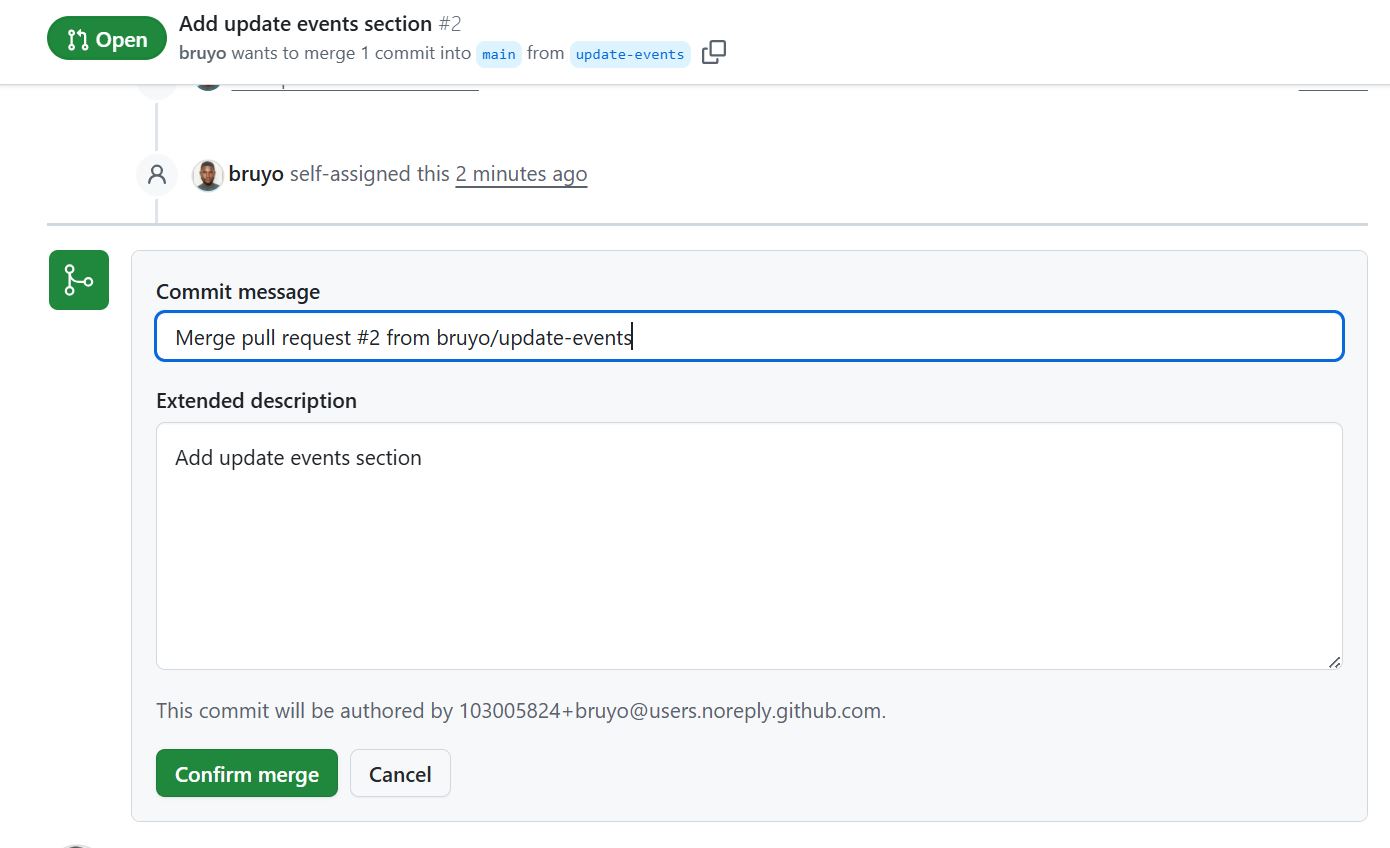 Open
Add update events section #2
bruyo wants to merge 1 commit into main from update-events
bruyo self-assigned this 2 minutes ago
Commit message
Merge pull request #2 from bruyo/update-events
Extended description
Add update events section
This commit will be authored by 103005824+bruyo@users.noreply.github.com.
Confirm merge
Cancel